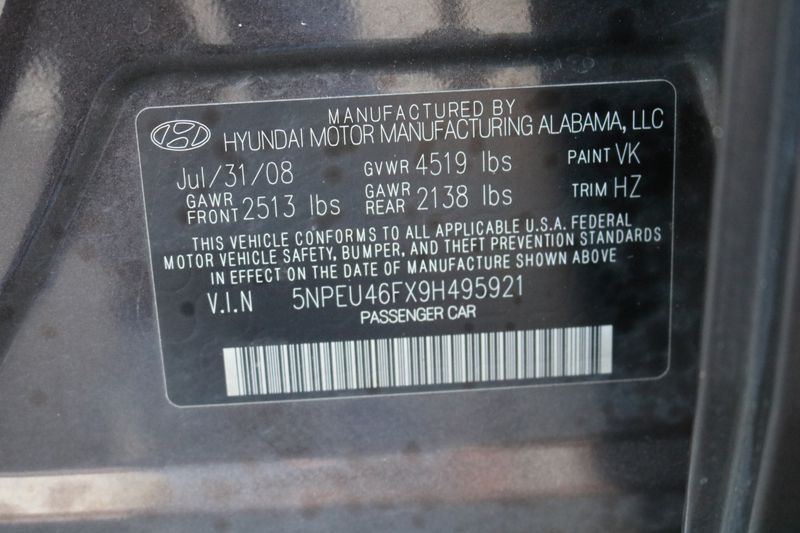 MANUFACTURED BY
HYUNDAI MOTOR MANUFACTURING ALABAMA, LLC
Jul/31/08 GVWR 4519 lbs PAINT VK
GAWR FRONT 2513 lbs GAWR REAR 2138 lbs TRIM HZ
THIS VEHICLE CONFORMS TO ALL APPLICABLE U.S.A. FEDERAL
MOTOR VEHICLE SAFETY, BUMPER, AND THEFT PREVENTION STANDARDS
IN EFFECT ON THE DATE OF MANUFACTURE SHOWN ABOVE
V.I.N 5NPEU46FX9H495921
PASSENGER CAR